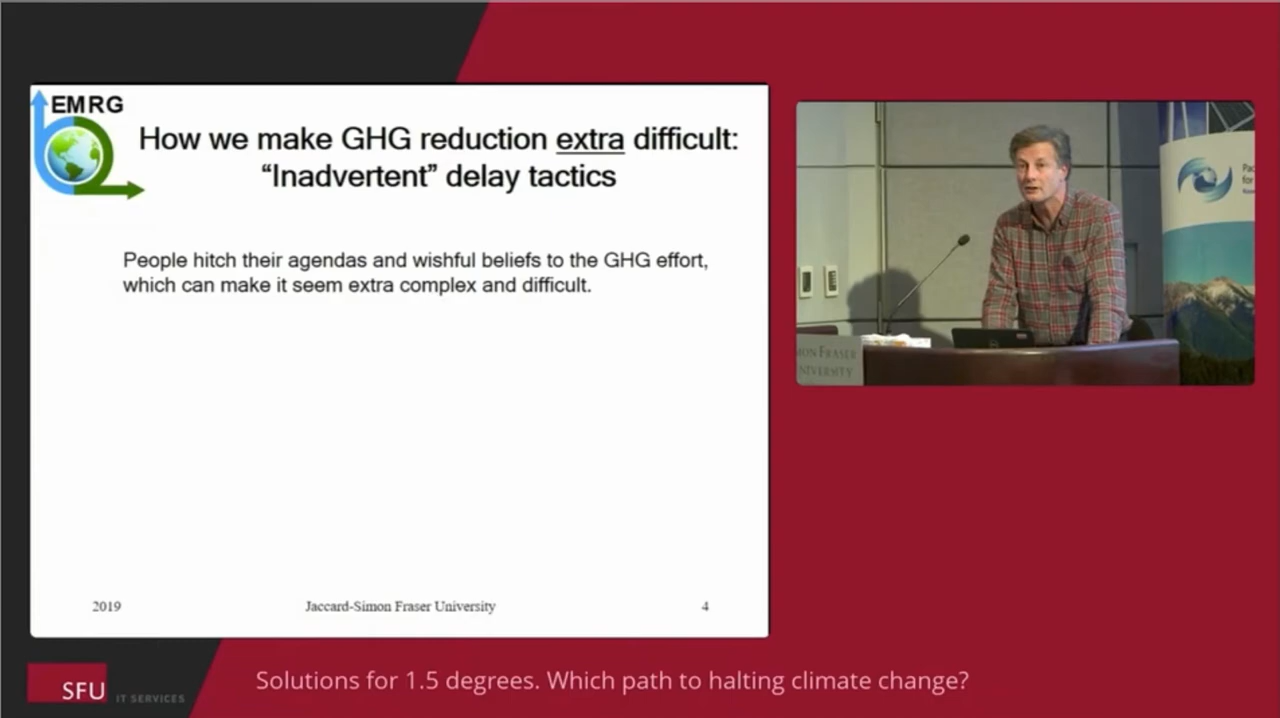 EMRG
How we make GHG reduction extra difficult:
“Inadvertent” delay tactics
People hitch their agendas and wishful beliefs to the GHG effort,
which can make it seem extra complex and difficult.
2019
Jaccard-Simon Fraser University
4
FRASER
SFU
IT SERVICES
Solutions for 1.5 degrees. Which path to halting climate change?